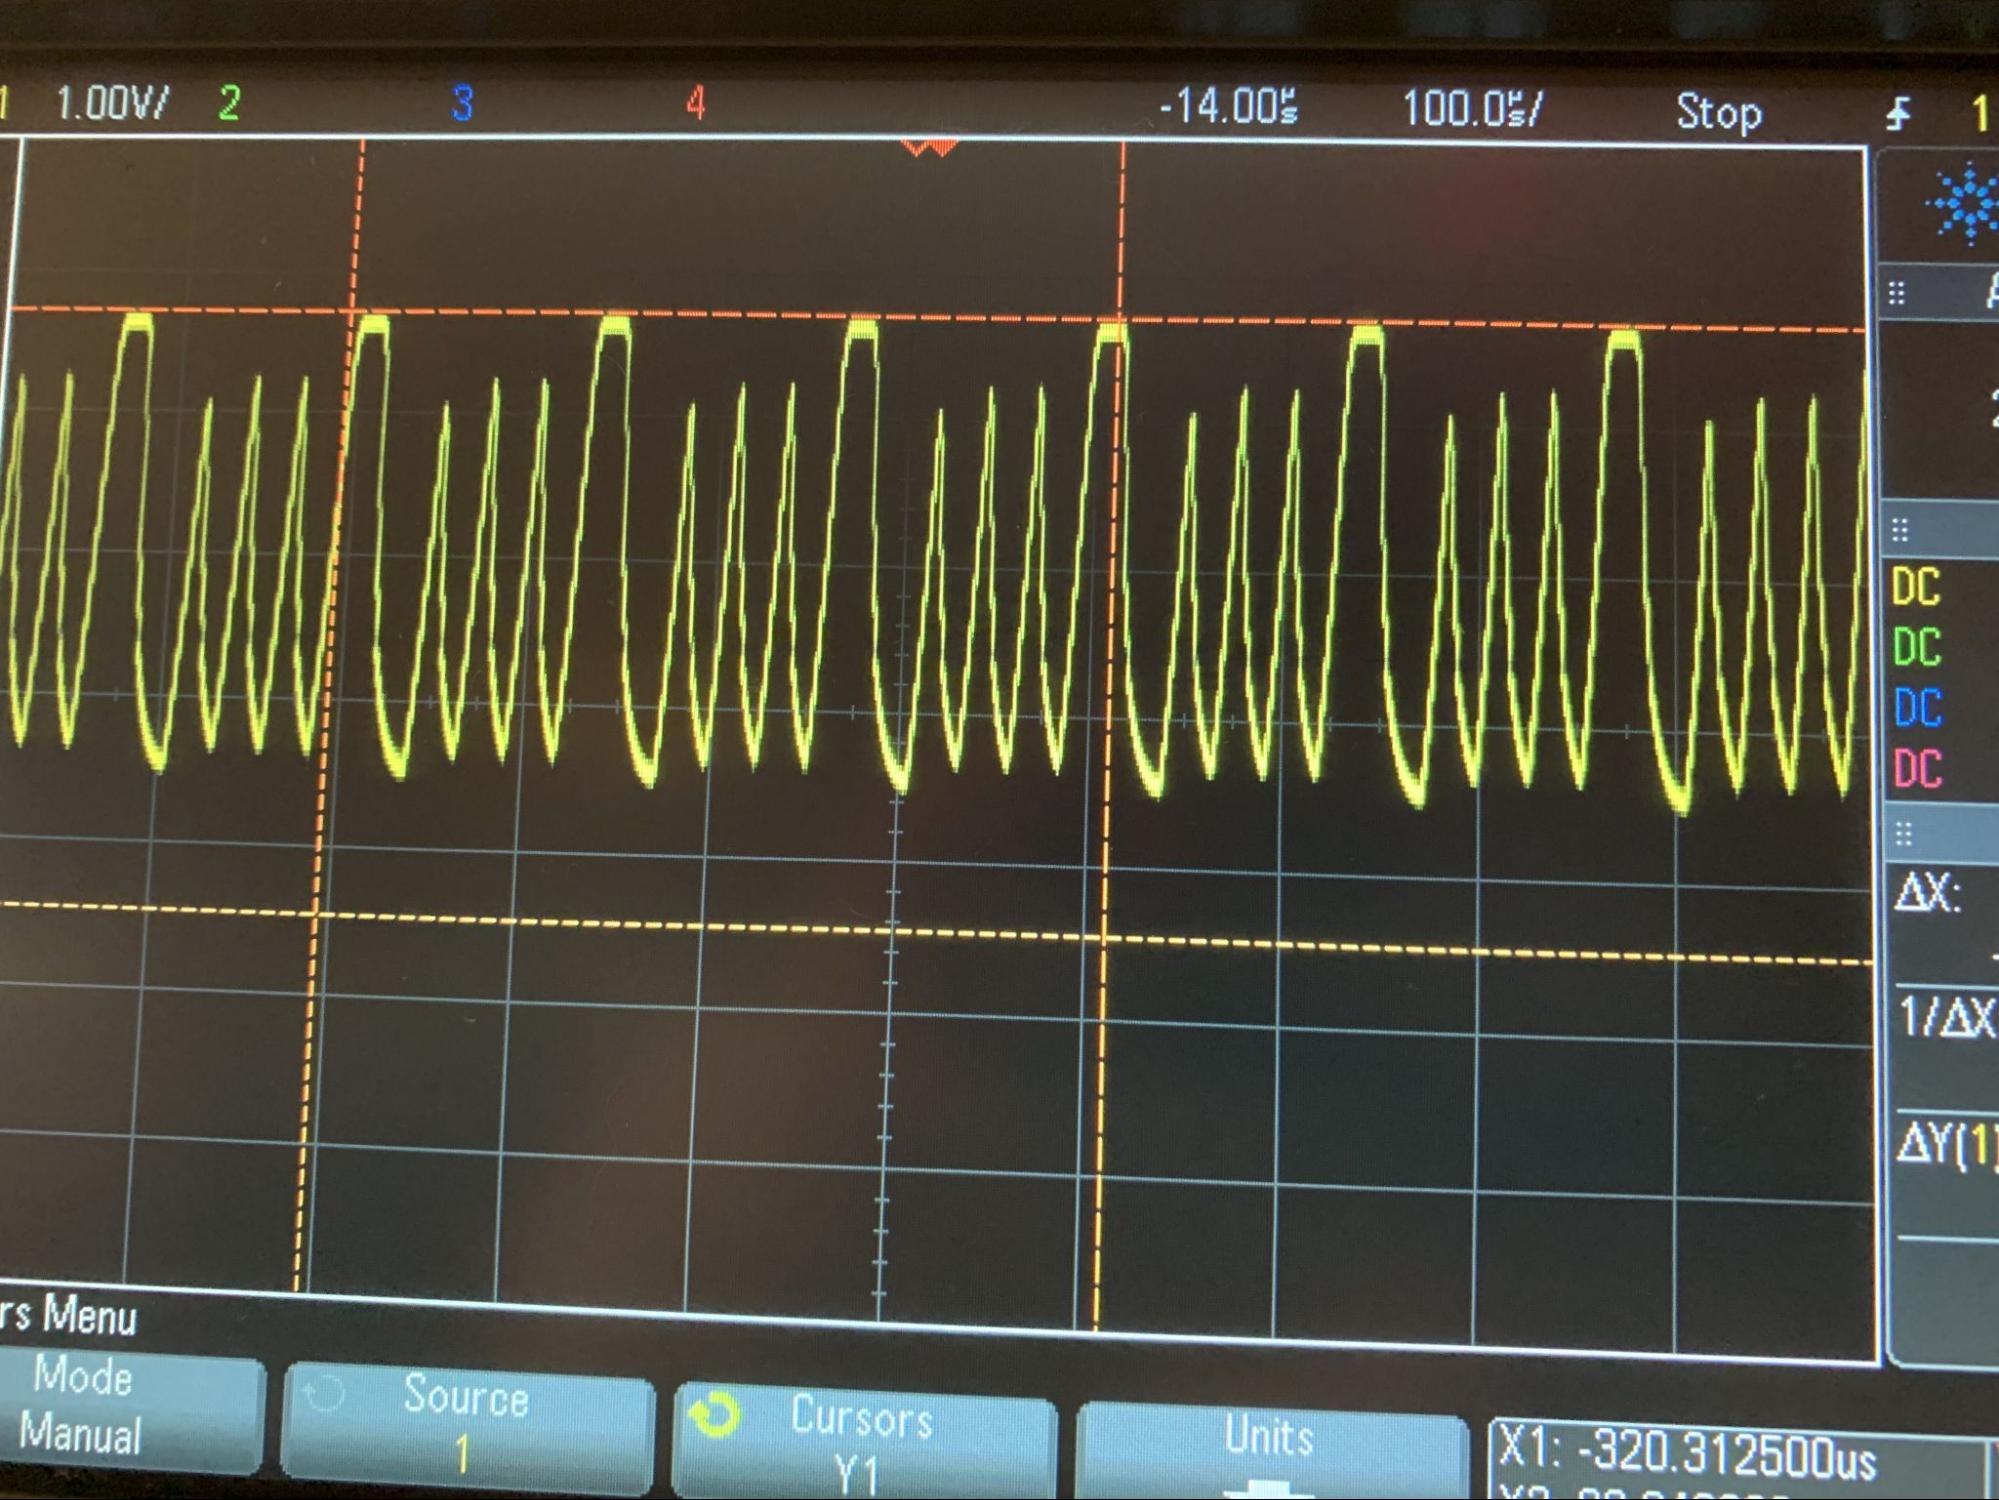 1 1.00V/ 2 3 4 -14.00µs 100.0µs/ Stop 1
DC
DC
DC
DC
ΔX:
1/ΔX
ΔY(1)
rs Menu
Mode
Manual
Source
1
Cursors
Y1
Units
X1: -320.312500us